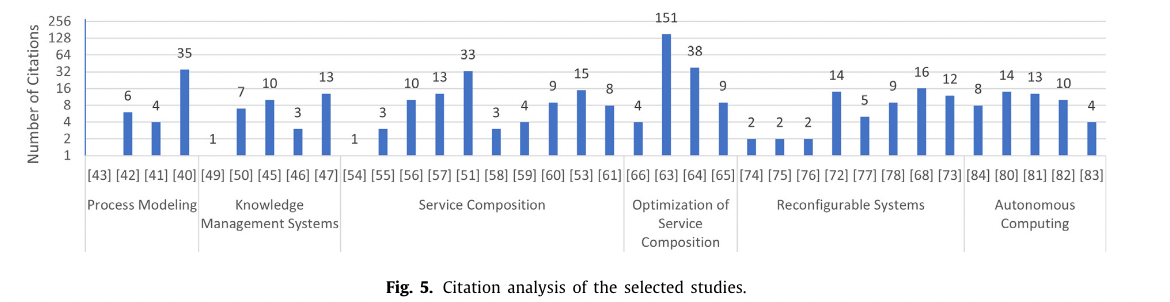 Number of Citations
256
128
64
32
16
8
4
2
1
6 4 35 1 7 10 3 13 1 3 10 13 33 3 4 9 15 8 4 151 38 9 2 2 2 14 5 9 16 12 8 14 13 10 4
[43] [42] [41] [40] [49] [50] [45] [46] [47] [54] [55] [56] [57] [51] [58] [59] [60] [53] [61] [66] [63] [64] [65] [74] [75] [76] [72] [77] [78] [68] [73] [84] [80] [81] [82] [83]
Process Modeling
Knowledge
Management Systems
Service Composition
Optimization of
Service
Composition
Reconfigurable Systems
Autonomous
Computing
Fig. 5. Citation analysis of the selected studies.